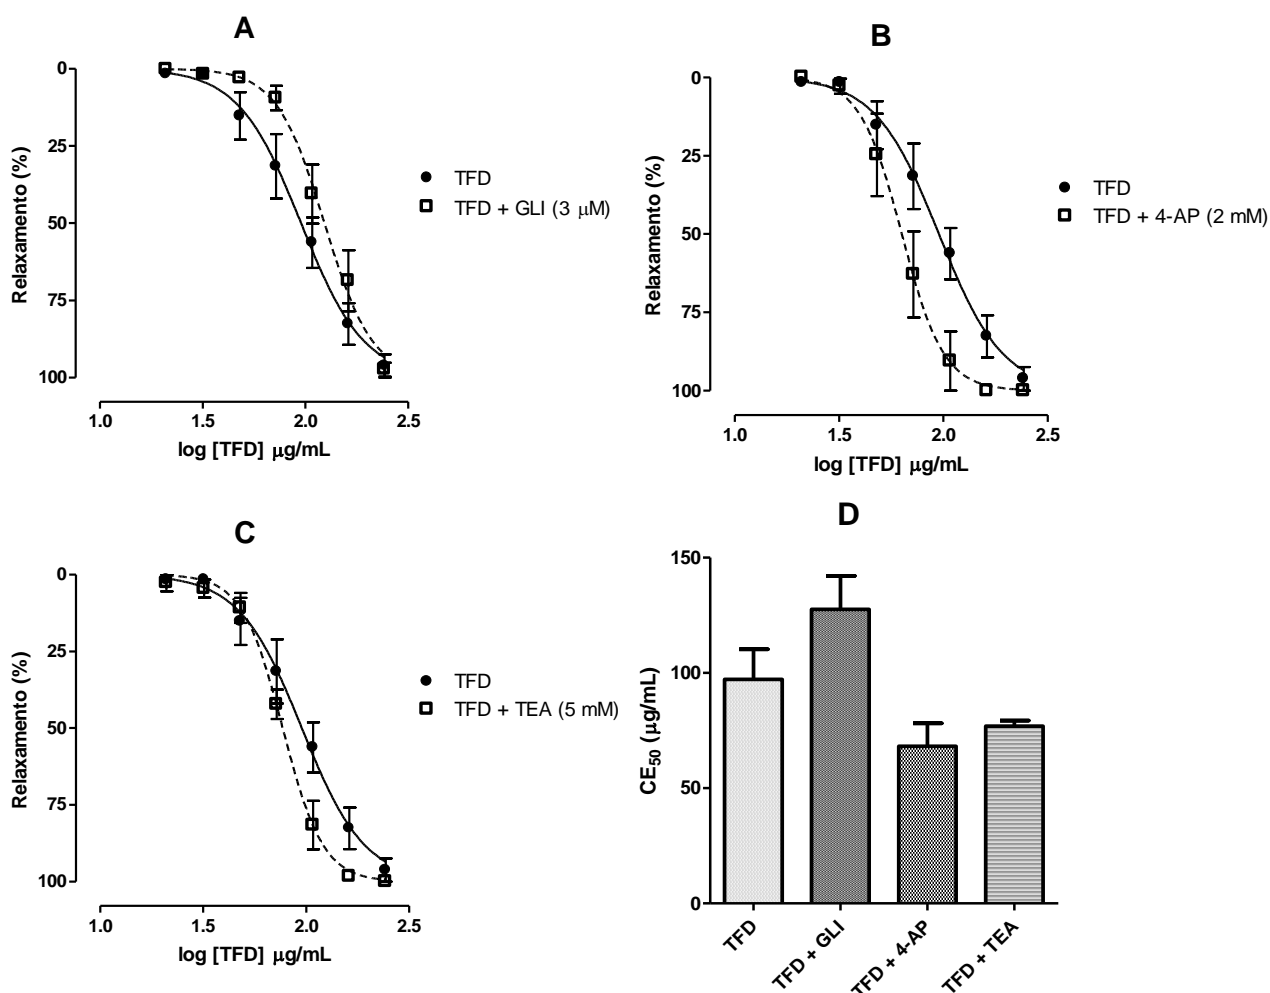 A
0
25
50
75
100
Relaxamento (%)
1.0
1.5
2.0
2.5
log [TFD] μg/mL
TFD
TFD + GLI (3 μM)
B
0
25
50
75
100
Relaxamento (%)
1.0
1.5
2.0
2.5
log [TFD] μg/mL
TFD
TFD + 4-AP (2 mM)
C
0
25
50
75
100
Relaxamento (%)
1.0
1.5
2.0
2.5
log [TFD] μg/mL
TFD
TFD + TEA (5 mM)
D
150
100
50
0
CE50 (μg/mL)
TFD
TFD + GLI
TFD + 4-AP
TFD + TEA